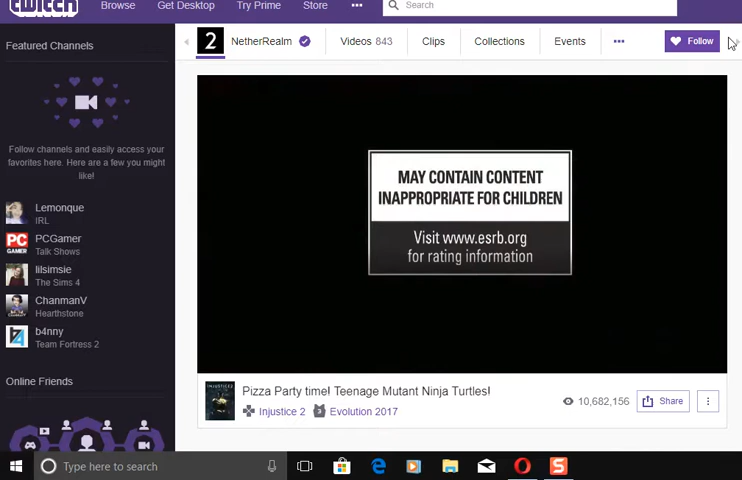 twitch
Browse
Get Desktop
Try Prime
Store
Search
Featured Channels
2
NetherRealm
Videos 843
Clips
Collections
Events
Follow
Follow channels and easily access your
favorites here. Here are a few you might
like!
Lemonque
IRL
PC
GAMER
PCGamer
Talk Shows
lilsimsie
The Sims 4
ChanmanV
Hearthstone
b4nny
Team Fortress 2
Online Friends
MAY CONTAIN CONTENT
INAPPROPRIATE FOR CHILDREN
Visit www.esrb.org
for rating information
INJUSTICE 2
Pizza Party time! Teenage Mutant Ninja Turtles!
Injustice 2
Evolution 2017
10,682,156
Share
Type here to search